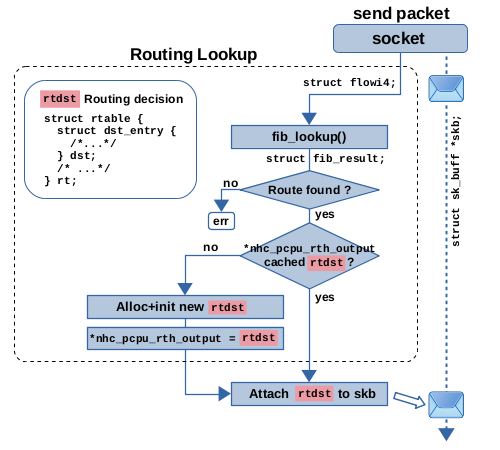 send packet
socket
Routing Lookup
struct flowi4;
rtdst Routing decision
struct rtable {
struct dst_entry {
/*...*/
} dst;
/* ...*/
} rt;
fib_lookup()
struct fib_result;
struct sk_buff *skb;
no
Route found ?
err
yes
no
*nhc_pcpu_rth_output
cached rtdst ?
yes
Alloc+init new rtdst
*nhc_pcpu_rth_output = rtdst
Attach rtdst to skb